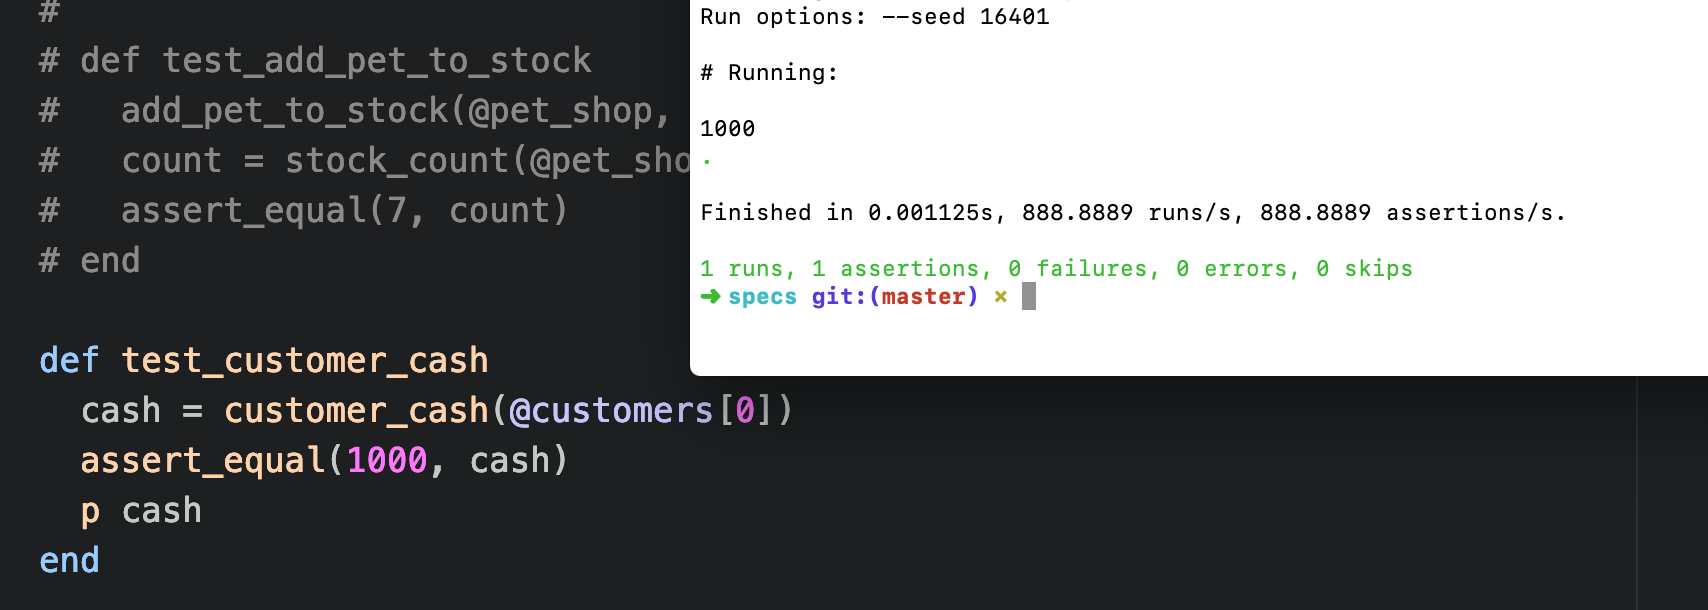 #
# def test_add_pet_to_stock
#   add_pet_to_stock(@pet_shop,
#   count = stock_count(@pet_sho
#   assert_equal(7, count)
# end

def test_customer_cash
  cash = customer_cash(@customers[0])
  assert_equal(1000, cash)
  p cash
end

Run options: --seed 16401

# Running:

1000
.

Finished in 0.001125s, 888.8889 runs/s, 888.8889 assertions/s.

1 runs, 1 assertions, 0 failures, 0 errors, 0 skips
➜ specs git:(master) ×